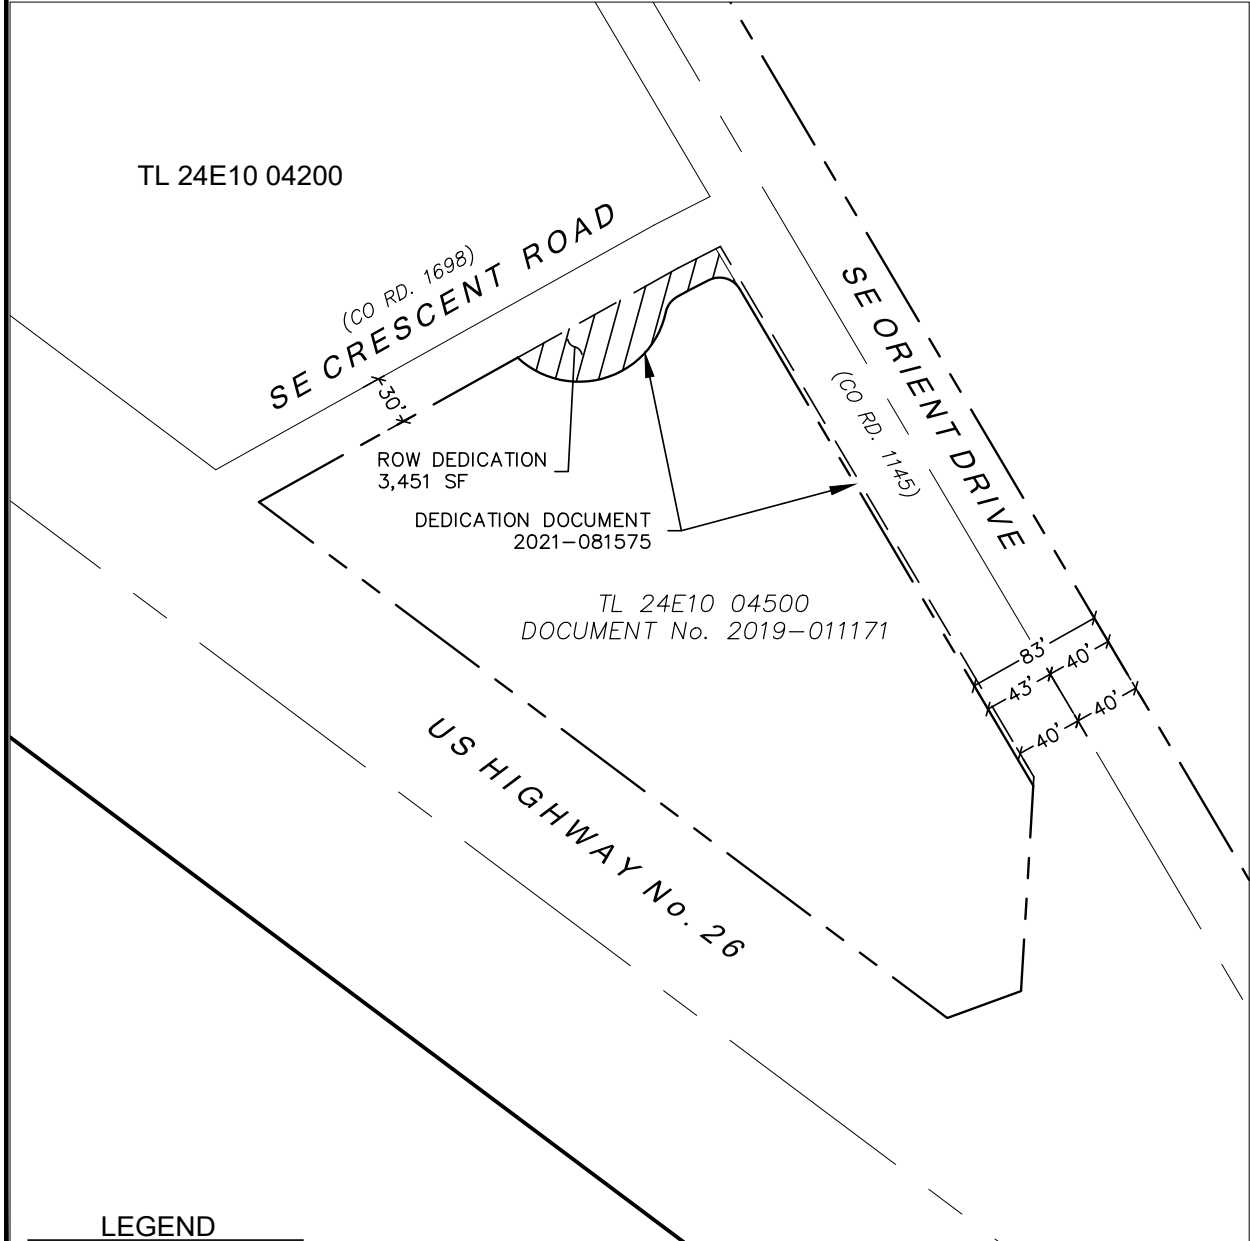 TL 24E10 04200
(CO RD. 1698)
SE CRESCENT ROAD
30'
SE ORIENT DRIVE
(CO RD. 1145)
ROW DEDICATION
3,451 SF
DEDICATION DOCUMENT
2021-081575
TL 24E10 04500
DOCUMENT No. 2019-011171
83'
43'
40'
40'
40'
US HIGHWAY No. 26
LEGEND